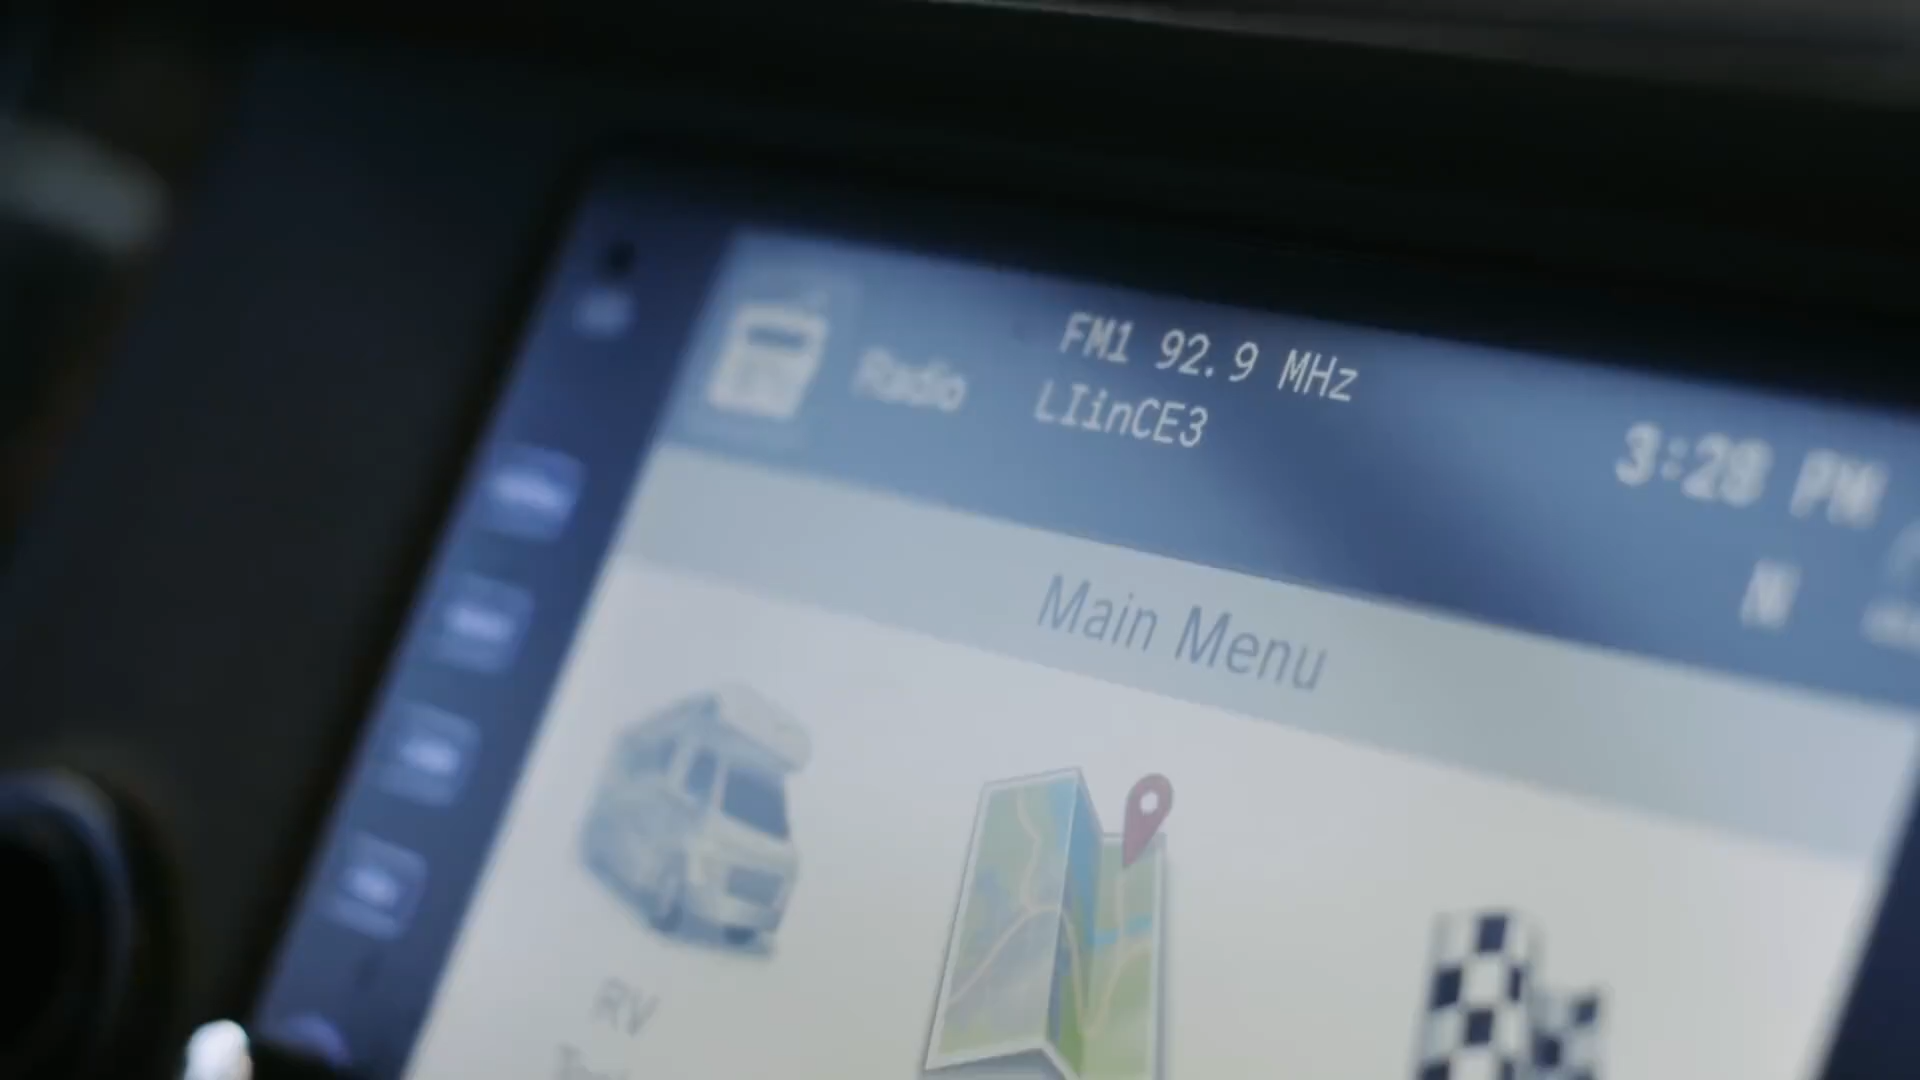 Radio
FM1 92.9 MHz
LIinCE3
3:28 PM
N
Main Menu
RV